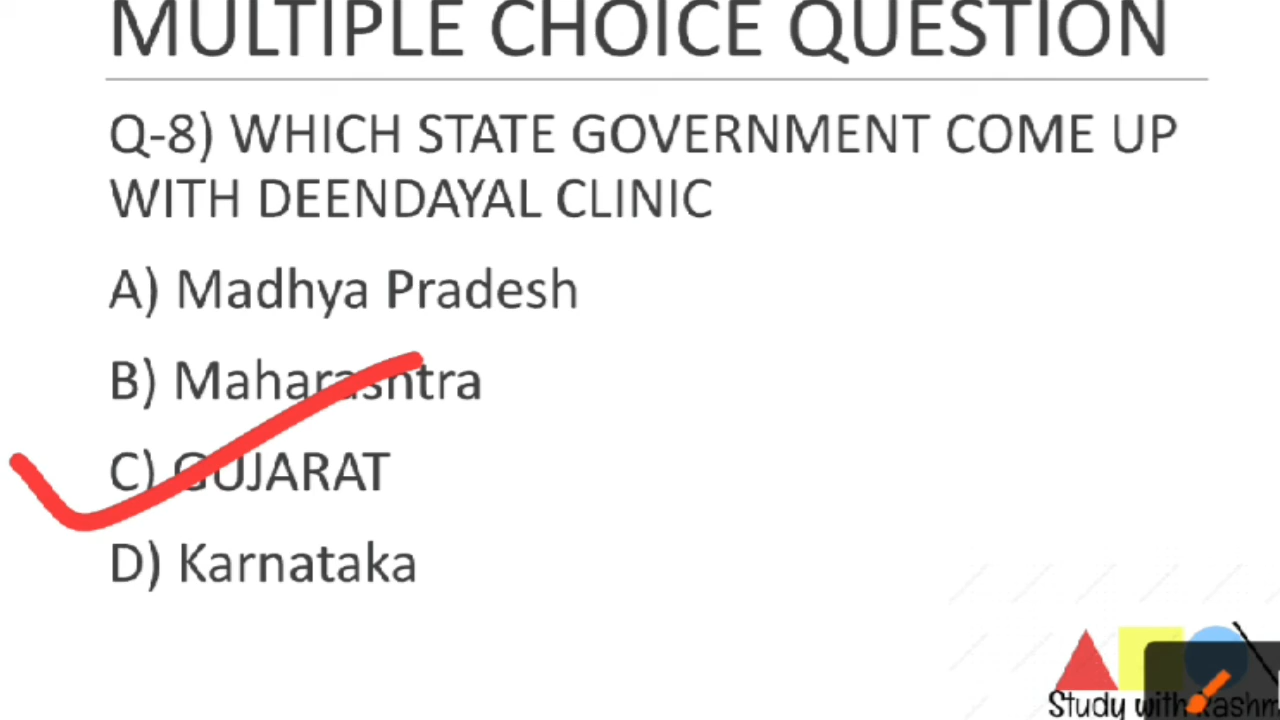 MULTIPLE CHOICE QUESTION
Q-8) WHICH STATE GOVERNMENT COME UP
WITH DEENDAYAL CLINIC
A) Madhya Pradesh
B) Maharashtra
C) GUJARAT
D) Karnataka
Study with